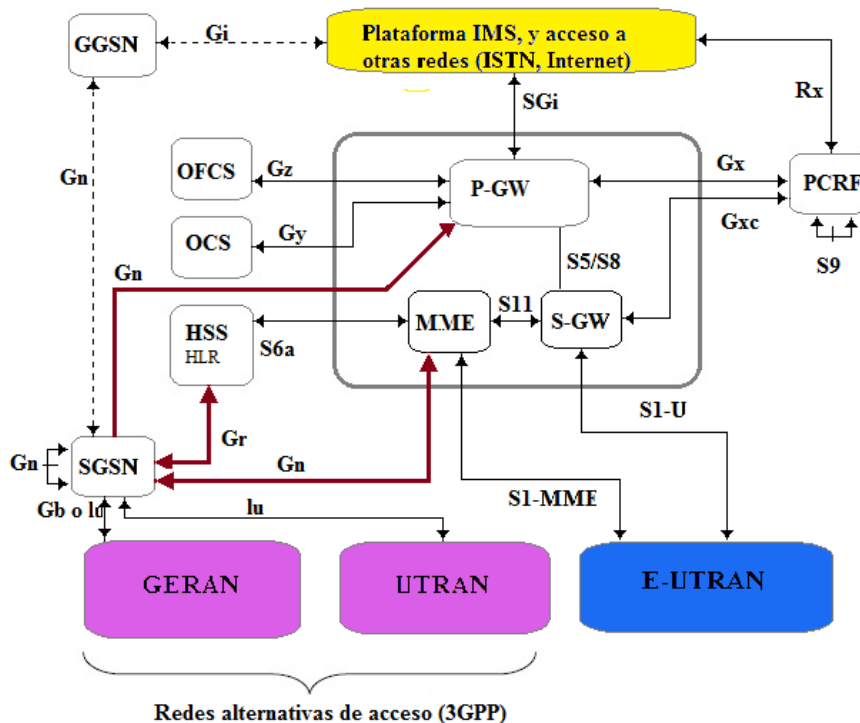 GGSN
Gi
Plataforma IMS, y acceso a
otras redes (ISTN, Internet)
Rx
SGi
Gn
OFCS
Gz
P-GW
Gx
PCRF
OCS
Gy
Gxc
S9
Gn
S5/S8
HSS
HLR
S6a
MME
S11
S-GW
S1-U
Gr
Gn
SGSN
Gn
Gb o lu
lu
S1-MME
GERAN
UTRAN
E-UTRAN
Redes alternativas de acceso (3GPP)